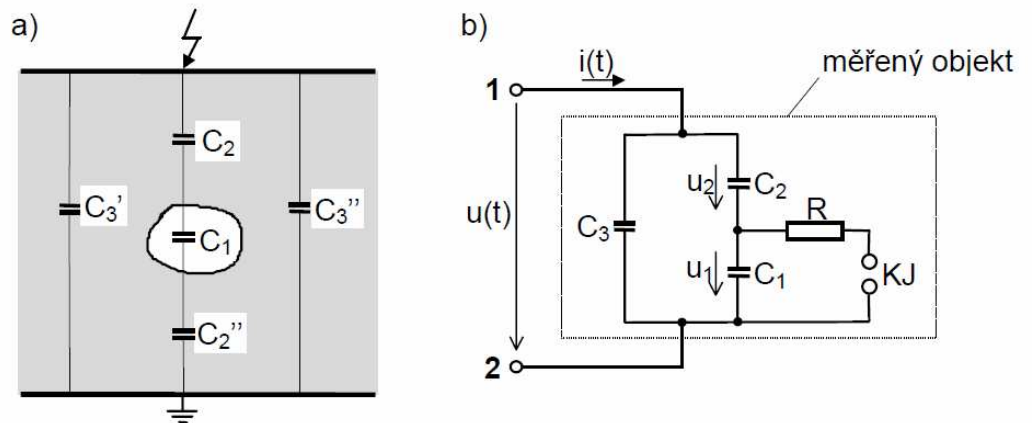 a)
C₂
C₃’
C₃’’
C₁
C₂’’
b)
měřený objekt
i(t)
1
u₂
C₂
R
u(t)
C₃
u₁
C₁
KJ
2